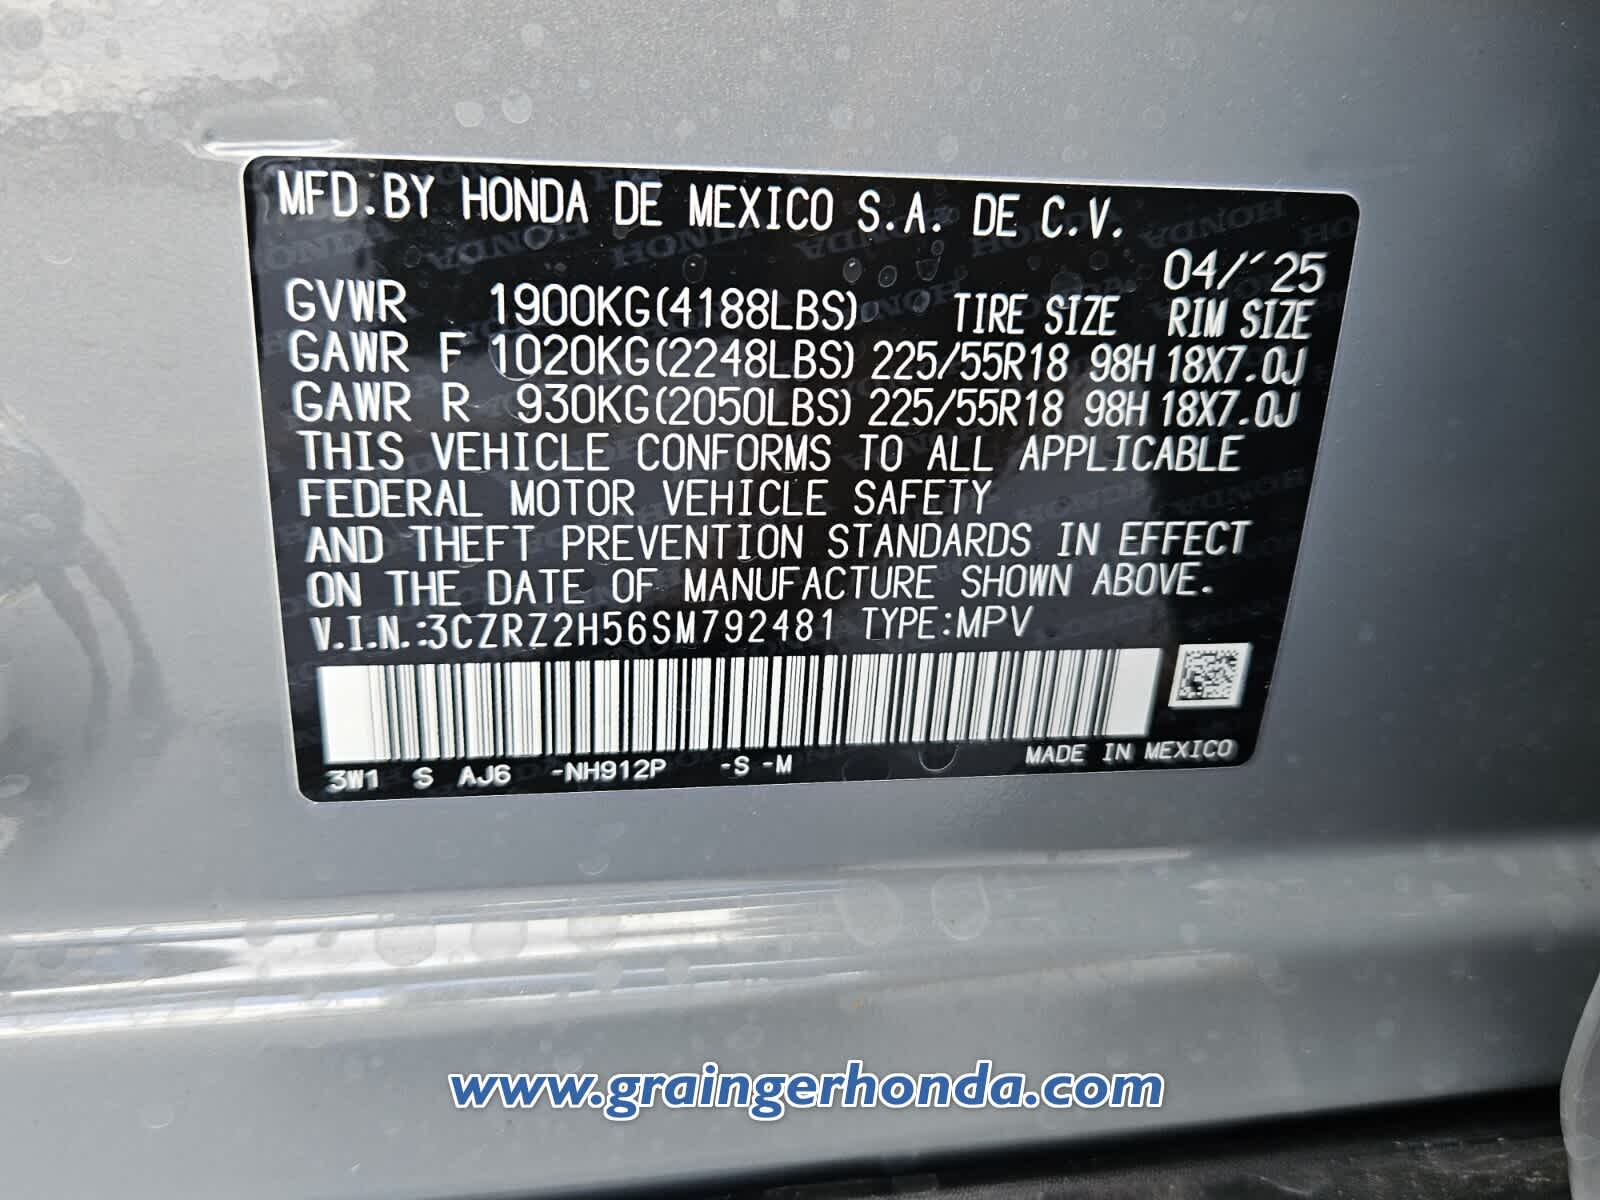 MFD.BY HONDA DE MEXICO S.A. DE C.V.
04/´25
GVWR 1900KG(4188LBS) TIRE SIZE RIM SIZE
GAWR F 1020KG(2248LBS) 225/55R18 98H 18X7.0J
GAWR R 930KG(2050LBS) 225/55R18 98H 18X7.0J
THIS VEHICLE CONFORMS TO ALL APPLICABLE
FEDERAL MOTOR VEHICLE SAFETY
AND THEFT PREVENTION STANDARDS IN EFFECT
ON THE DATE OF MANUFACTURE SHOWN ABOVE.
V.I.N.:3CZRZ2H56SM792481 TYPE:MPV
3W1 S AJ6 -NH912P -S -M MADE IN MEXICO
www.graingerhonda.com